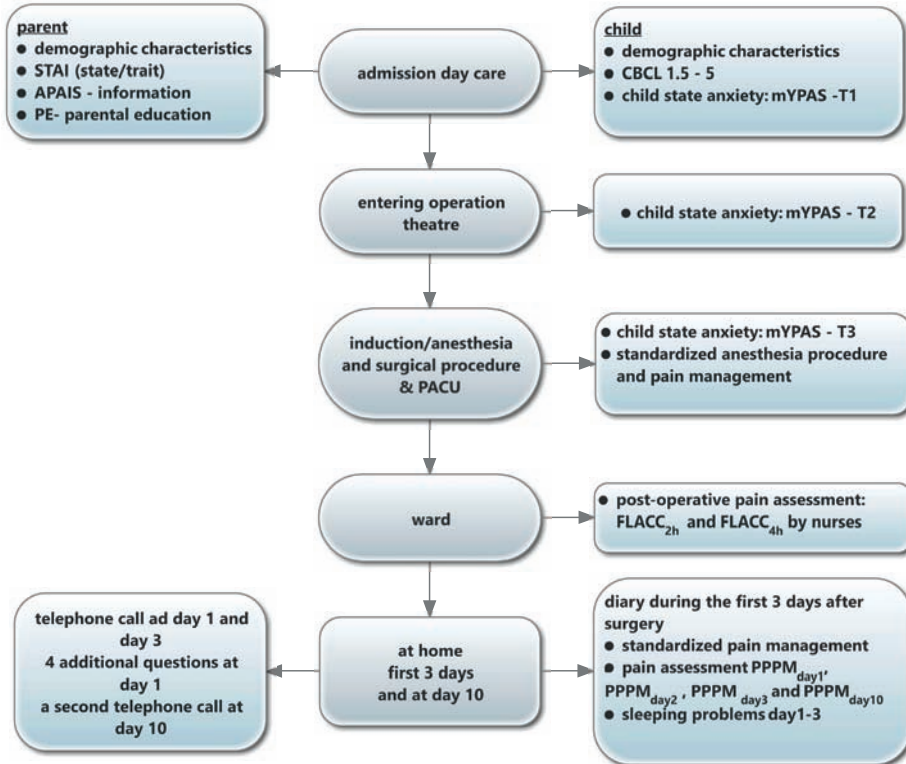 parent
● demographic characteristics
● STAI (state/trait)
● APAIS - information
● PE- parental education
admission day care
child
● demographic characteristics
● CBCL 1.5 - 5
● child state anxiety: mYPAS -T1
entering operation
theatre
● child state anxiety: mYPAS - T2
induction/anesthesia
and surgical procedure
& PACU
● child state anxiety: mYPAS - T3
● standardized anesthesia procedure
and pain management
ward
● post-operative pain assessment:
FLACC2h and FLACC4h by nurses
telephone call ad day 1 and
day 3
4 additional questions at
day 1
a second telephone call at
day 10
at home
first 3 days
and at day 10
diary during the first 3 days after
surgery
● standardized pain management
● pain assessment PPPMday1,
PPPMday2 , PPPM day3 and PPPMday10
● sleeping problems day1-3